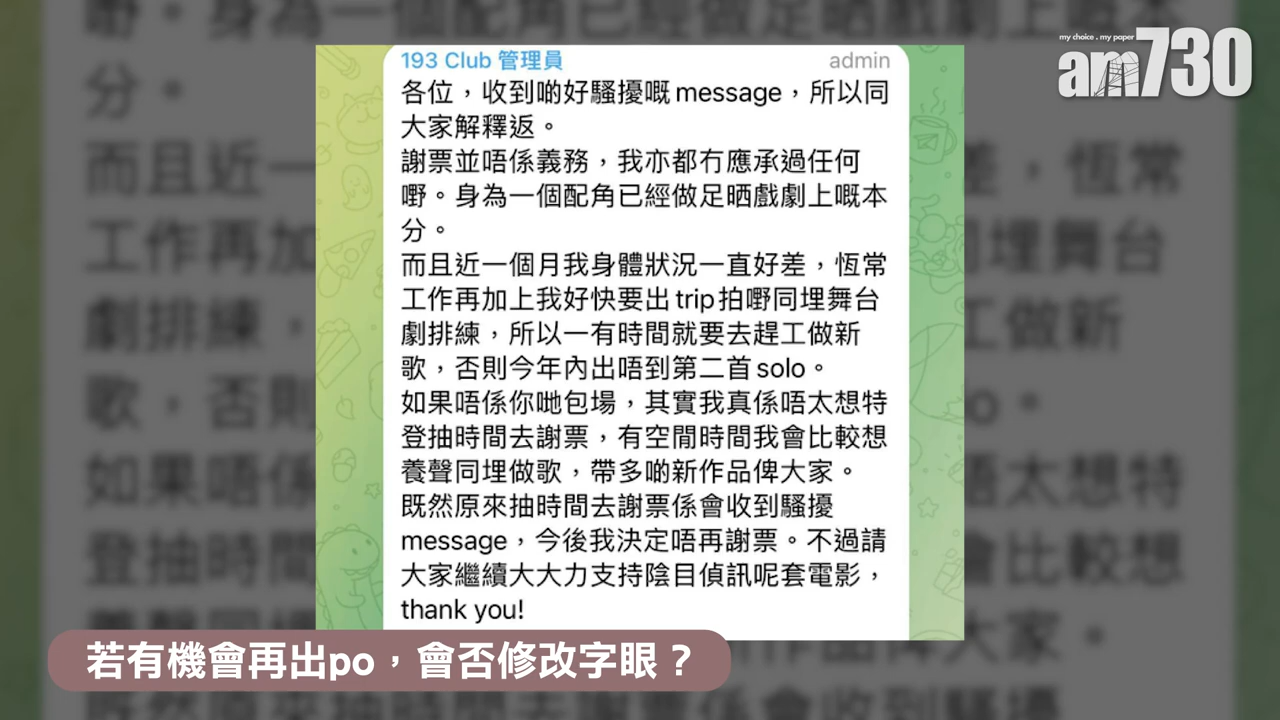 my choice . my paper
am730
193 Club 管理員 admin
各位，收到啲好騷擾嘅message，所以同
大家解釋返。
謝票並唔係義務，我亦都冇應承過任何
嘢。身為一個配角已經做足晒戲劇上嘅本
分。
而且近一個月我身體狀況一直好差，恆常
工作再加上我好快要出trip拍嘢同埋舞台
劇排練，所以一有時間就要去趕工做新
歌，否則今年內出唔到第二首solo。
如果唔係你哋包場，其實我真係唔太想特
登抽時間去謝票，有空閒時間我會比較想
養聲同埋做歌，帶多啲新作品俾大家。
既然原來抽時間去謝票係會收到騷擾
message，今後我決定唔再謝票。不過請
大家繼續大大力支持陰目偵訊呢套電影，
thank you!
若有機會再出po，會否修改字眼？